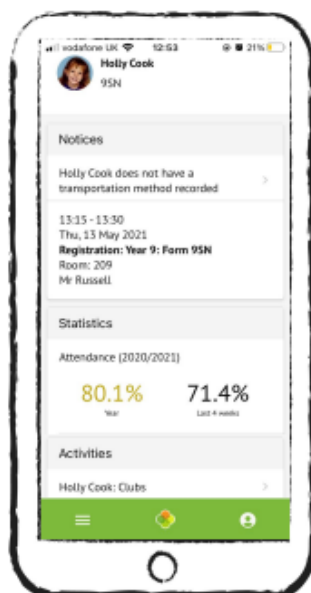 vodafone UK 12:53 21%
Holly Cook
9SN
Notices
Holly Cook does not have a
transportation method recorded
13:15 - 13:30
Thu, 13 May 2021
Registration: Year 9: Form 9SN
Room: 209
Mr Russell
Statistics
Attendance (2020/2021)
80.1% 71.4%
Year Last 4 weeks
Activities
Holly Cook: Clubs